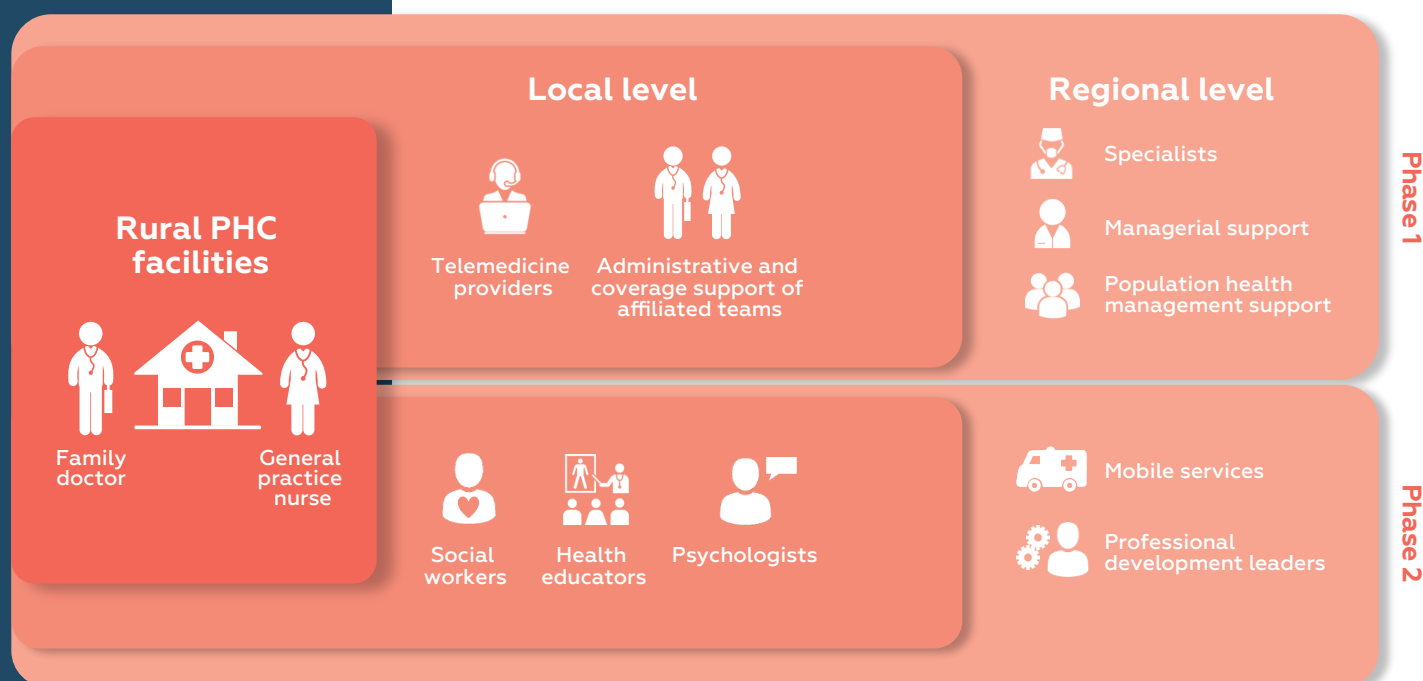 Local level
Regional level
Rural PHC
facilities
Family
doctor
General
practice
nurse
Telemedicine
providers
Administrative and
coverage support of
affiliated teams
Specialists
Managerial support
Population health
management support
Phase 1
Social
workers
Health
educators
Psychologists
Mobile services
Professional
development leaders
Phase 2